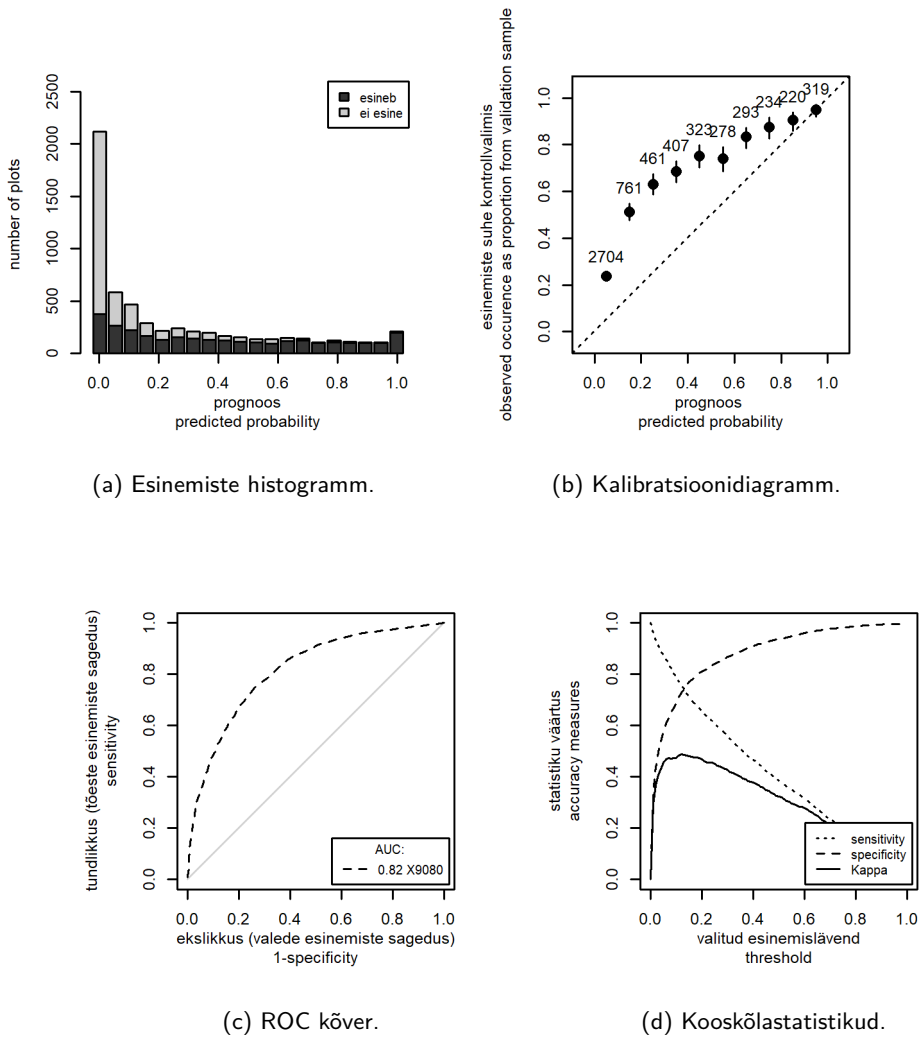 esineb
ei esine
number of plots
0 500 1000 1500 2000 2500
0.0 0.2 0.4 0.6 0.8 1.0
prognoos
predicted probability
(a) Esinemiste histogramm.
esinemiste suhe kontrollvalimis
observed occurence as proportion from validation sample
0.0 0.2 0.4 0.6 0.8 1.0
2704 761 461 407 323 278 293 234 220 319
0.0 0.2 0.4 0.6 0.8 1.0
prognoos
predicted probability
(b) Kalibratsioonidiagramm.
tundlikkus (tõeste esinemiste sagedus)
sensitivity
0.0 0.2 0.4 0.6 0.8 1.0
AUC:
0.82 X9080
0.0 0.2 0.4 0.6 0.8 1.0
ekslikkus (valede esinemiste sagedus)
1-specificity
(c) ROC kõver.
statistiku väärtus
accuracy measures
0.0 0.2 0.4 0.6 0.8 1.0
sensitivity
specificity
Kappa
0.0 0.2 0.4 0.6 0.8 1.0
valitud esinemislävend
threshold
(d) Kooskõlastatistikud.